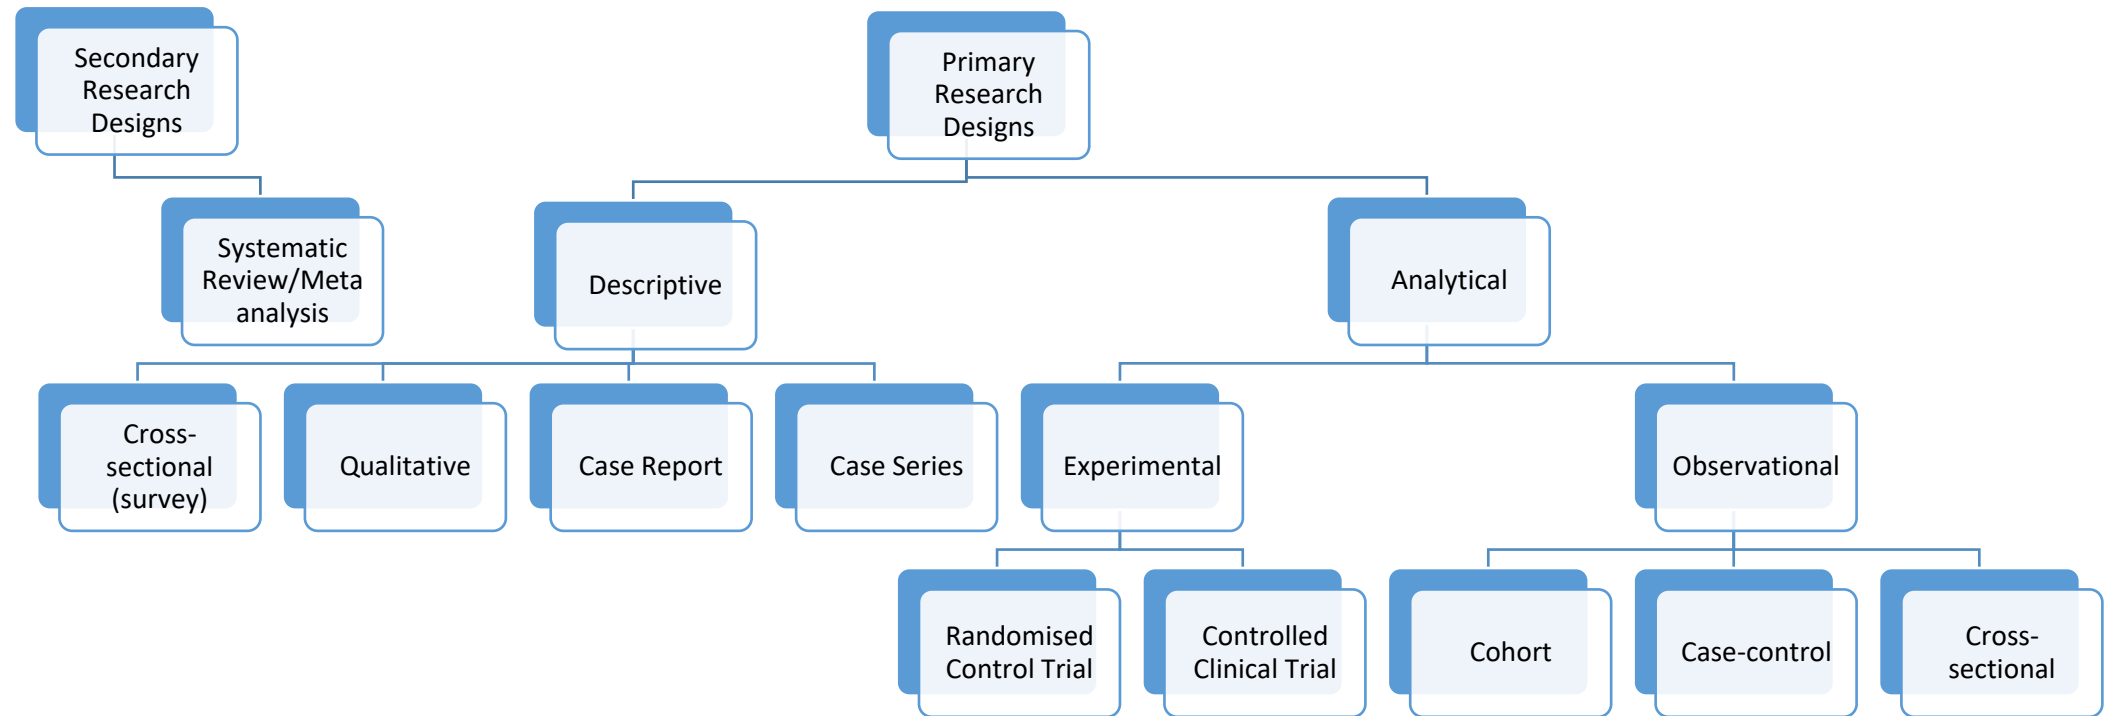 Secondary
Research
Designs
Primary
Research
Designs
Systematic
Review/Meta
analysis
Descriptive
Analytical
Cross-
sectional
(survey)
Qualitative
Case Report
Case Series
Experimental
Observational
Randomised
Control Trial
Controlled
Clinical Trial
Cohort
Case-control
Cross-
sectional